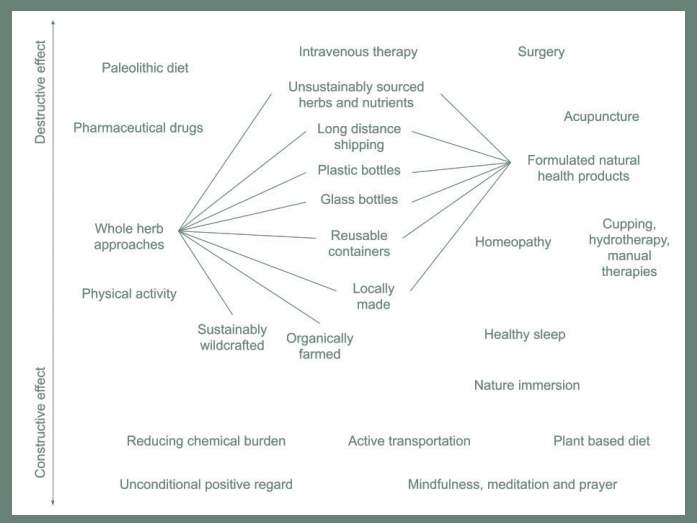 Destructive effect
Intravenous therapy
Surgery
Paleolithic diet
Unsustainably sourced
herbs and nutrients
Acupuncture
Pharmaceutical drugs
Long distance
shipping
Plastic bottles
Formulated natural
health products
Glass bottles
Whole herb
approaches
Reusable
containers
Homeopathy
Cupping,
hydrotherapy,
manual
therapies
Physical activity
Locally
made
Sustainably
wildcrafted
Organically
farmed
Healthy sleep
Nature immersion
Constructive effect
Reducing chemical burden
Active transportation
Plant based diet
Unconditional positive regard
Mindfulness, meditation and prayer